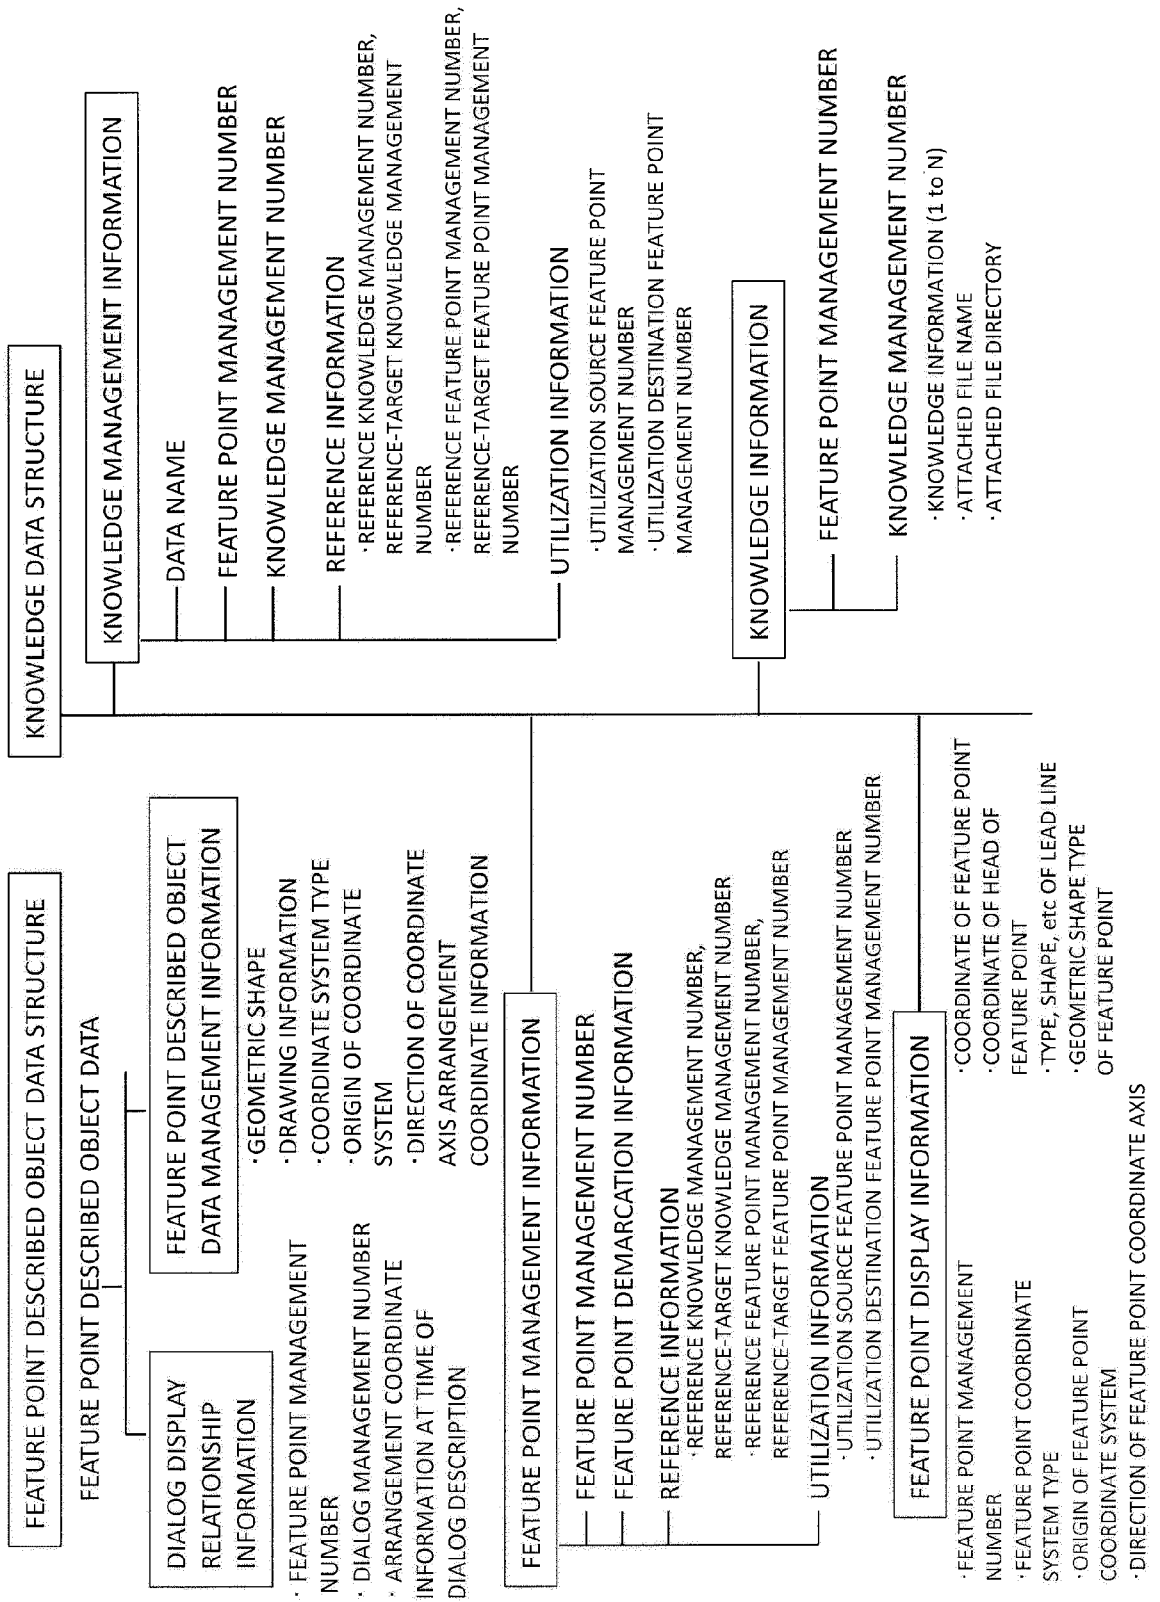 FEATURE POINT DESCRIBED OBJECT DATA STRUCTURE
FEATURE POINT DESCRIBED OBJECT DATA
DIALOG DISPLAY
RELATIONSHIP
INFORMATION
· FEATURE POINT MANAGEMENT
NUMBER
· DIALOG MANAGEMENT NUMBER
· ARRANGEMENT COORDINATE
INFORMATION AT TIME OF
DIALOG DESCRIPTION
FEATURE POINT DESCRIBED OBJECT
DATA MANAGEMENT INFORMATION
· GEOMETRIC SHAPE
· DRAWING INFORMATION
· COORDINATE SYSTEM TYPE
· ORIGIN OF COORDINATE
SYSTEM
· DIRECTION OF COORDINATE
AXIS ARRANGEMENT
COORDINATE INFORMATION
KNOWLEDGE DATA STRUCTURE
KNOWLEDGE MANAGEMENT INFORMATION
DATA NAME
FEATURE POINT MANAGEMENT NUMBER
KNOWLEDGE MANAGEMENT NUMBER
REFERENCE INFORMATION
· REFERENCE KNOWLEDGE MANAGEMENT NUMBER,
REFERENCE-TARGET KNOWLEDGE MANAGEMENT
NUMBER
· REFERENCE FEATURE POINT MANAGEMENT NUMBER,
REFERENCE-TARGET FEATURE POINT MANAGEMENT
NUMBER
UTILIZATION INFORMATION
· UTILIZATION SOURCE FEATURE POINT
MANAGEMENT NUMBER
· UTILIZATION DESTINATION FEATURE POINT
MANAGEMENT NUMBER
FEATURE POINT MANAGEMENT INFORMATION
FEATURE POINT MANAGEMENT NUMBER
FEATURE POINT DEMARCATION INFORMATION
REFERENCE INFORMATION
· REFERENCE KNOWLEDGE MANAGEMENT NUMBER,
REFERENCE-TARGET KNOWLEDGE MANAGEMENT NUMBER
· REFERENCE FEATURE POINT MANAGEMENT NUMBER,
REFERENCE-TARGET FEATURE POINT MANAGEMENT NUMBER
UTILIZATION INFORMATION
· UTILIZATION SOURCE FEATURE POINT MANAGEMENT NUMBER
· UTILIZATION DESTINATION FEATURE POINT MANAGEMENT NUMBER
KNOWLEDGE INFORMATION
FEATURE POINT MANAGEMENT NUMBER
KNOWLEDGE MANAGEMENT NUMBER
· KNOWLEDGE INFORMATION (1 to N)
· ATTACHED FILE NAME
· ATTACHED FILE DIRECTORY
FEATURE POINT DISPLAY INFORMATION
· FEATURE POINT MANAGEMENT
NUMBER
· FEATURE POINT COORDINATE
SYSTEM TYPE
· ORIGIN OF FEATURE POINT
COORDINATE SYSTEM
· DIRECTION OF FEATURE POINT COORDINATE AXIS
· COORDINATE OF FEATURE POINT
· COORDINATE OF HEAD OF
FEATURE POINT
· TYPE, SHAPE, etc OF LEAD LINE
· GEOMETRIC SHAPE TYPE
OF FEATURE POINT